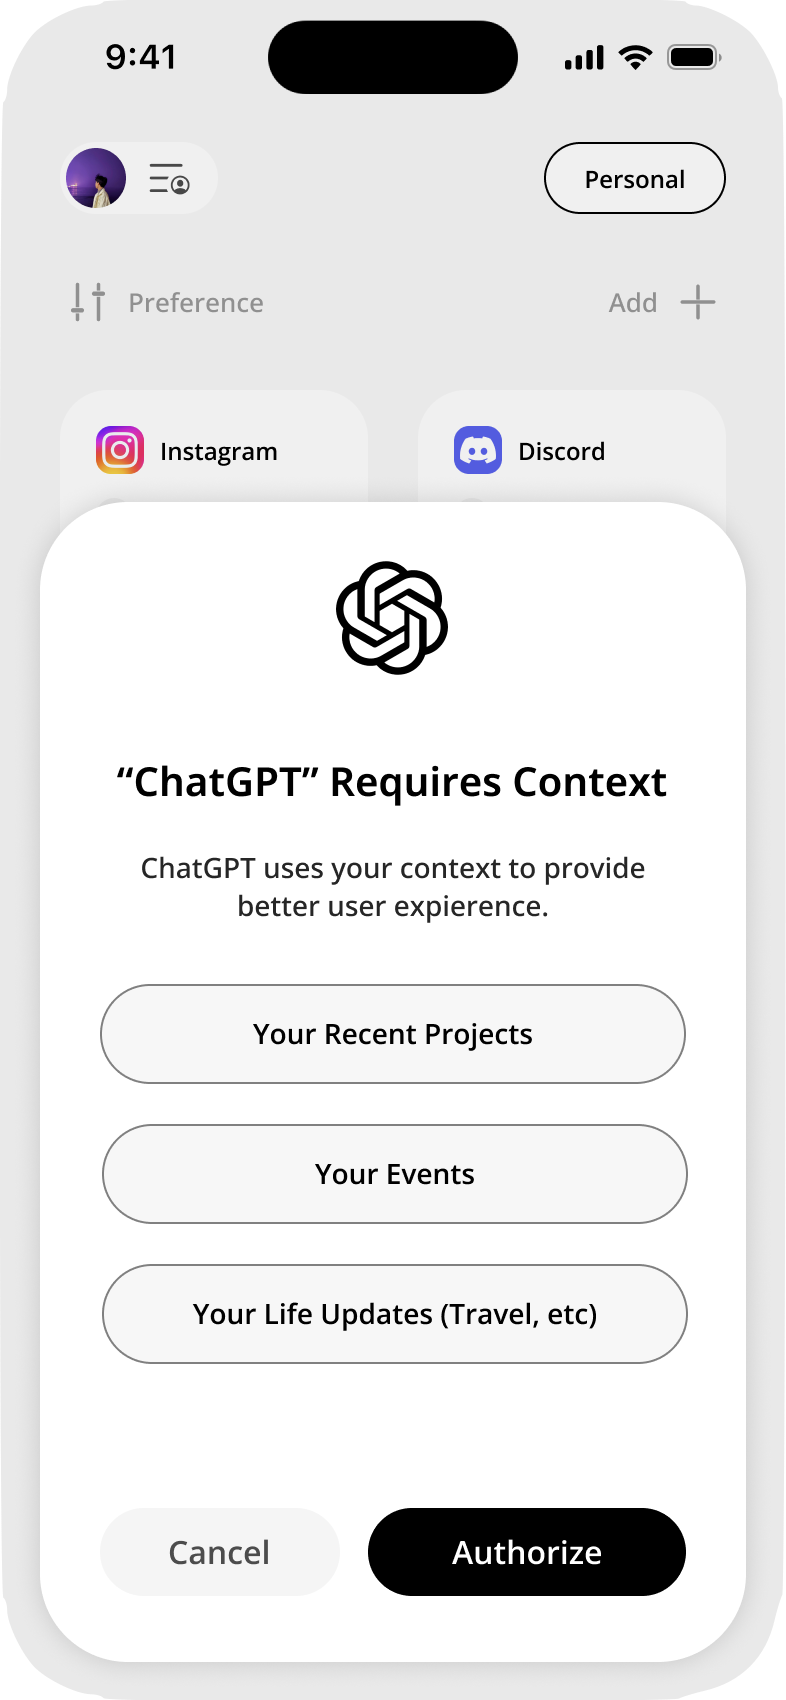 9:41
Personal
Preference
Add
Instagram
Discord
“ChatGPT” Requires Context
ChatGPT uses your context to provide
better user expierence.
Your Recent Projects
Your Events
Your Life Updates (Travel, etc)
Cancel
Authorize